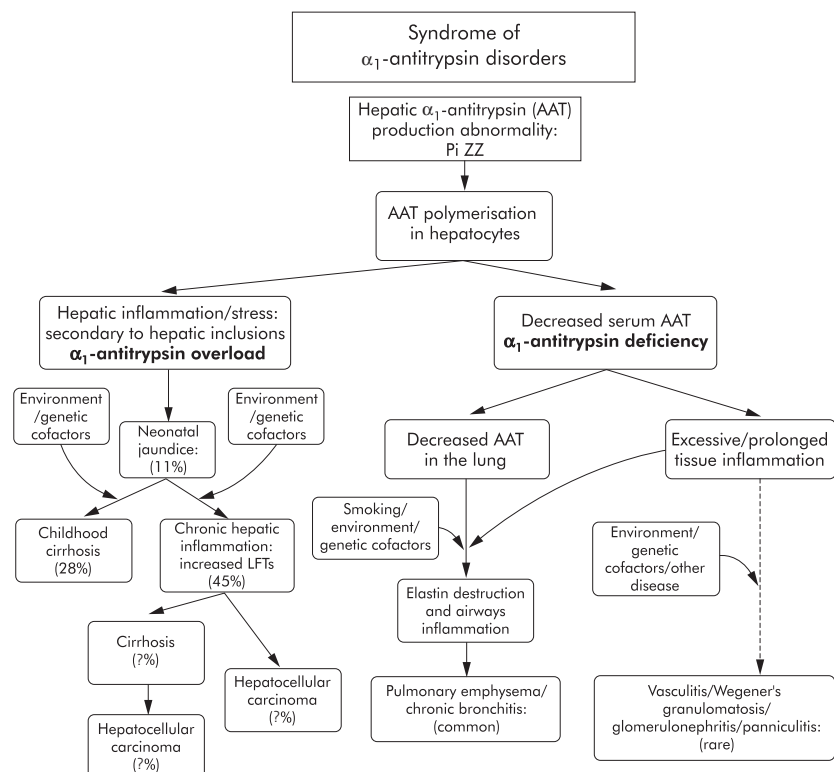 Syndrome of
α₁-antitrypsin disorders
Hepatic α₁-antitrypsin (AAT)
production abnormality:
Pi ZZ
AAT polymerisation
in hepatocytes
Hepatic inflammation/stress:
secondary to hepatic inclusions
α₁-antitrypsin overload
Decreased serum AAT
α₁-antitrypsin deficiency
Environment
/genetic
cofactors
Neonatal
jaundice:
(11%)
Environment
/genetic
cofactors
Decreased AAT
in the lung
Excessive/prolonged
tissue inflammation
Childhood
cirrhosis
(28%)
Chronic hepatic
inflammation:
increased LFTs
(45%)
Smoking/
environment/
genetic cofactors
Environment/
genetic
cofactors/other
disease
Elastin destruction
and airways
inflammation
Cirrhosis
(?%)
Hepatocellular
carcinoma
(?%)
Hepatocellular
carcinoma
(?%)
Pulmonary emphysema/
chronic bronchitis:
(common)
Vasculitis/Wegener's
granulomatosis/
glomerulonephritis/panniculitis:
(rare)